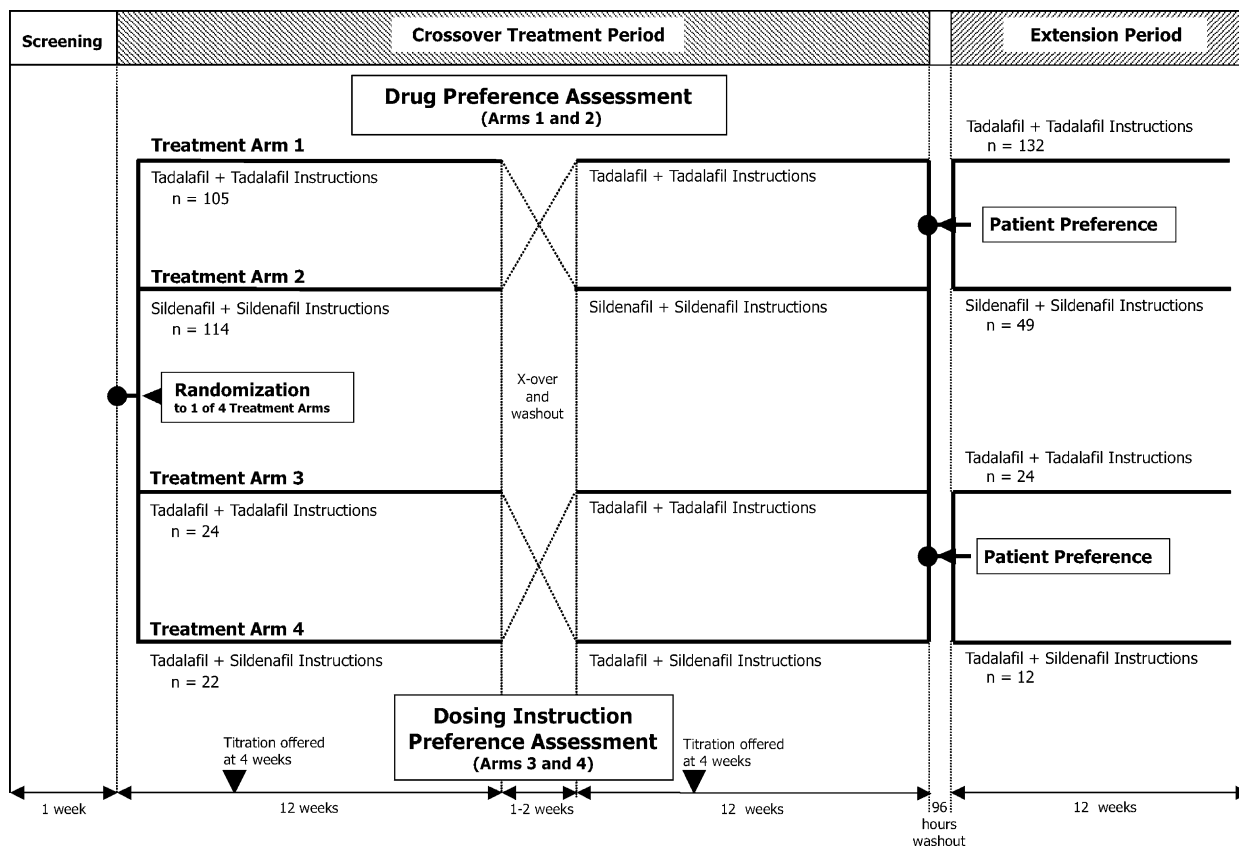 Screening
Crossover Treatment Period
Extension Period
Drug Preference Assessment
(Arms 1 and 2)
Treatment Arm 1
Tadalafil + Tadalafil Instructions
n = 105
Tadalafil + Tadalafil Instructions
Tadalafil + Tadalafil Instructions
n = 132
Patient Preference
Treatment Arm 2
Sildenafil + Sildenafil Instructions
n = 114
Sildenafil + Sildenafil Instructions
Sildenafil + Sildenafil Instructions
n = 49
Randomization
to 1 of 4 Treatment Arms
X-over
and
washout
Treatment Arm 3
Tadalafil + Tadalafil Instructions
n = 24
Tadalafil + Tadalafil Instructions
Tadalafil + Tadalafil Instructions
n = 24
Patient Preference
Treatment Arm 4
Tadalafil + Sildenafil Instructions
n = 22
Tadalafil + Sildenafil Instructions
Tadalafil + Sildenafil Instructions
n = 12
Dosing Instruction
Preference Assessment
(Arms 3 and 4)
Titration offered
at 4 weeks
Titration offered
at 4 weeks
1 week
12 weeks
1-2 weeks
12 weeks
96
hours
washout
12 weeks